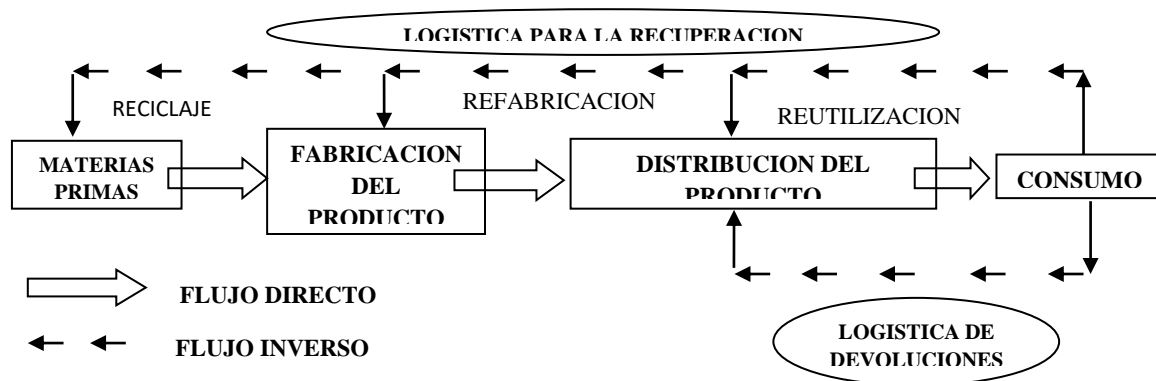 LOGISTICA PARA LA RECUPERACION
RECICLAJE
REFABRICACION
REUTILIZACION
MATERIAS
PRIMAS
FABRICACION
DEL
PRODUCTO
DISTRIBUCION DEL
PRODUCTO
CONSUMO
FLUJO DIRECTO
FLUJO INVERSO
LOGISTICA DE
DEVOLUCIONES